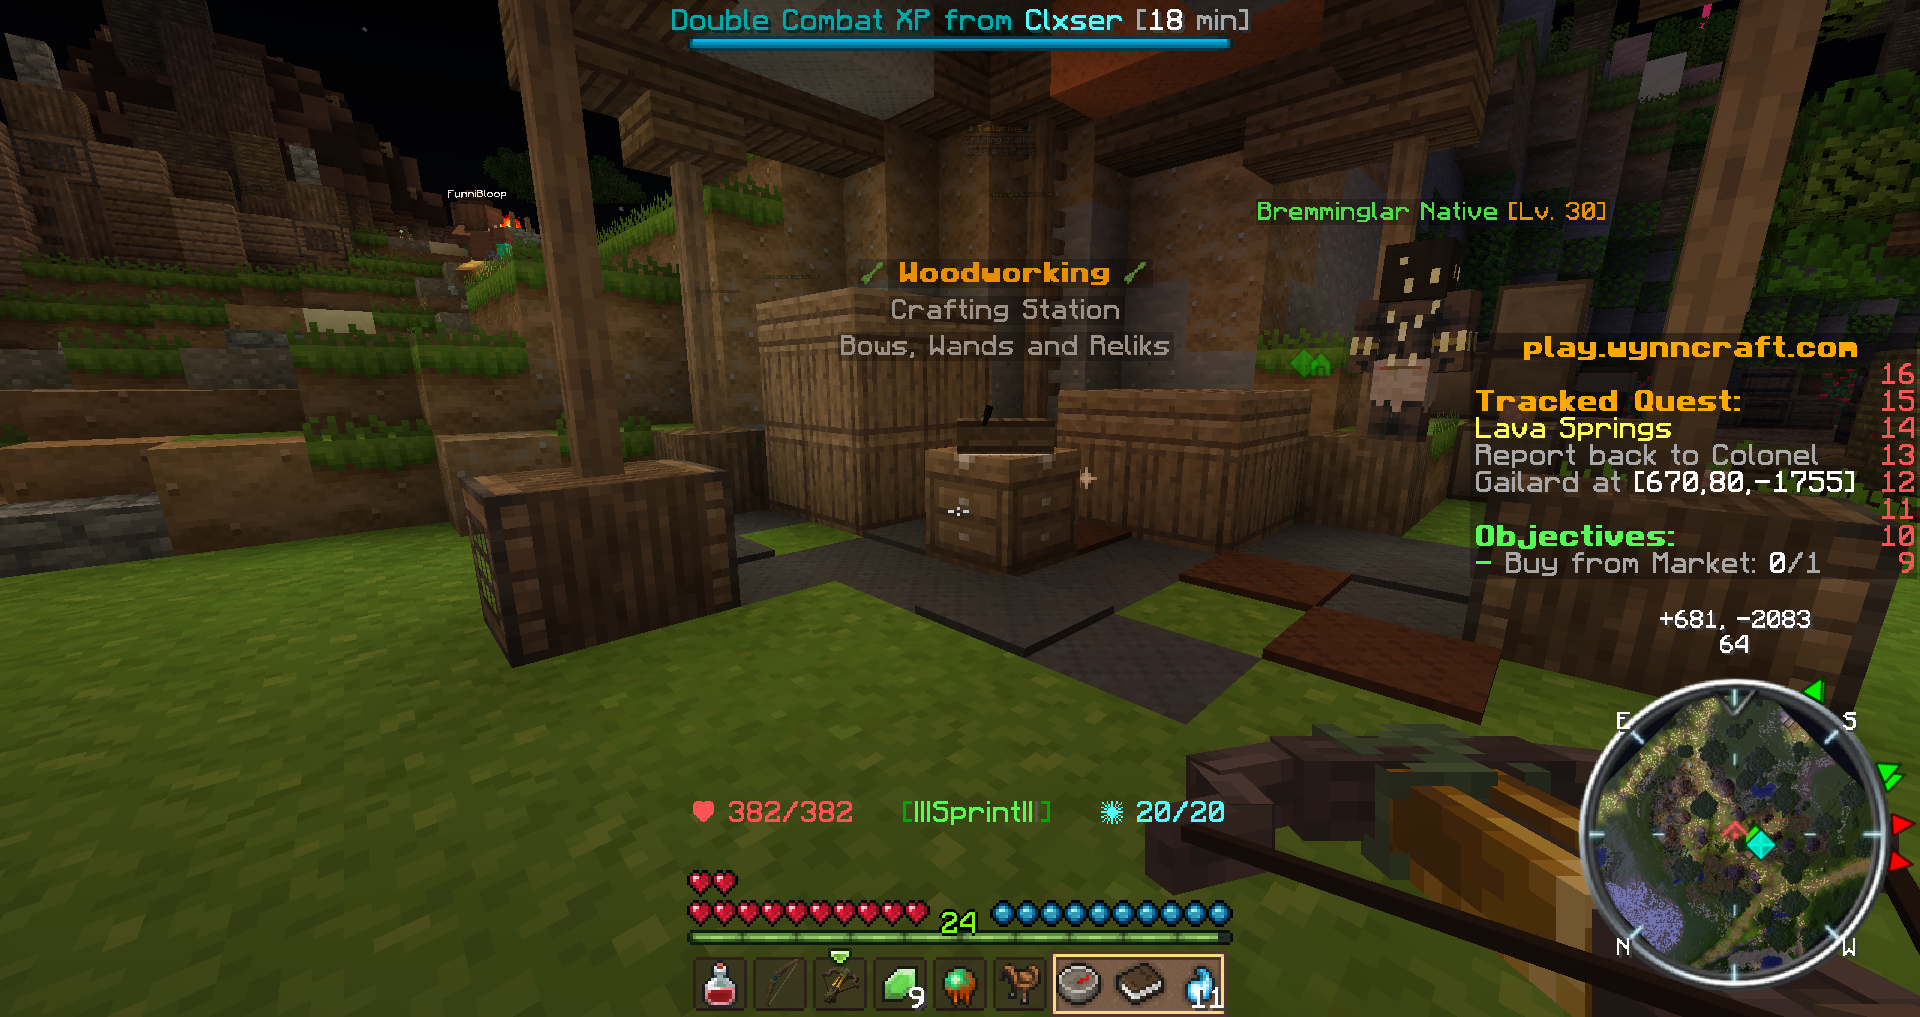 Double Combat XP from Clxser [18 min]
Tailoring
Crafting Station
FunniBloop
Bremminglar Native [Lv. 30]
Woodworking
Crafting Station
Bows, Wands and Reliks
play.wynncraft.com
16
Tracked Quest: 15
Lava Springs 14
Report back to Colonel 13
Gailard at [670,80,-1755] 12
11
Objectives: 10
- Buy from Market: 0/1 9
+681, -2083
64
E S
N W
382/382 [|||Sprint|||] 20/20
24
9 11